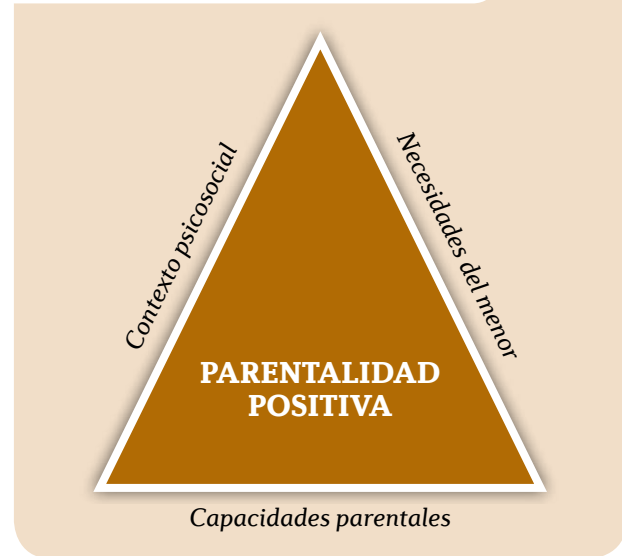 Contexto psicosocial
Necesidades del menor
PARENTALIDAD
POSITIVA
Capacidades parentales